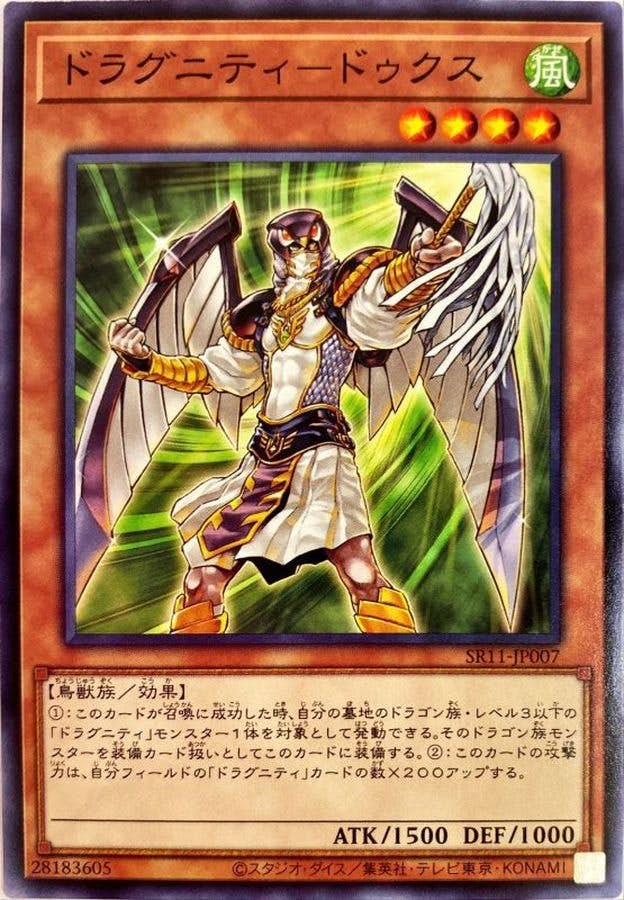 ドラグニティ－ドゥクス
風
SR11-JP007
【鳥獣族／効果】
①：このカードが召喚に成功した時、自分の墓地のドラゴン族・レベル３以下の
「ドラグニティ」モンスター１体を対象として発動できる。そのドラゴン族モンス
ターを装備カード扱いとしてこのカードに装備する。②：このカードの攻撃
力は、自分フィールドの「ドラグニティ」カードの数×２００アップする。
ATK/1500 DEF/1000
28183605 ©スタジオ・ダイス／集英社・テレビ東京・KONAMI